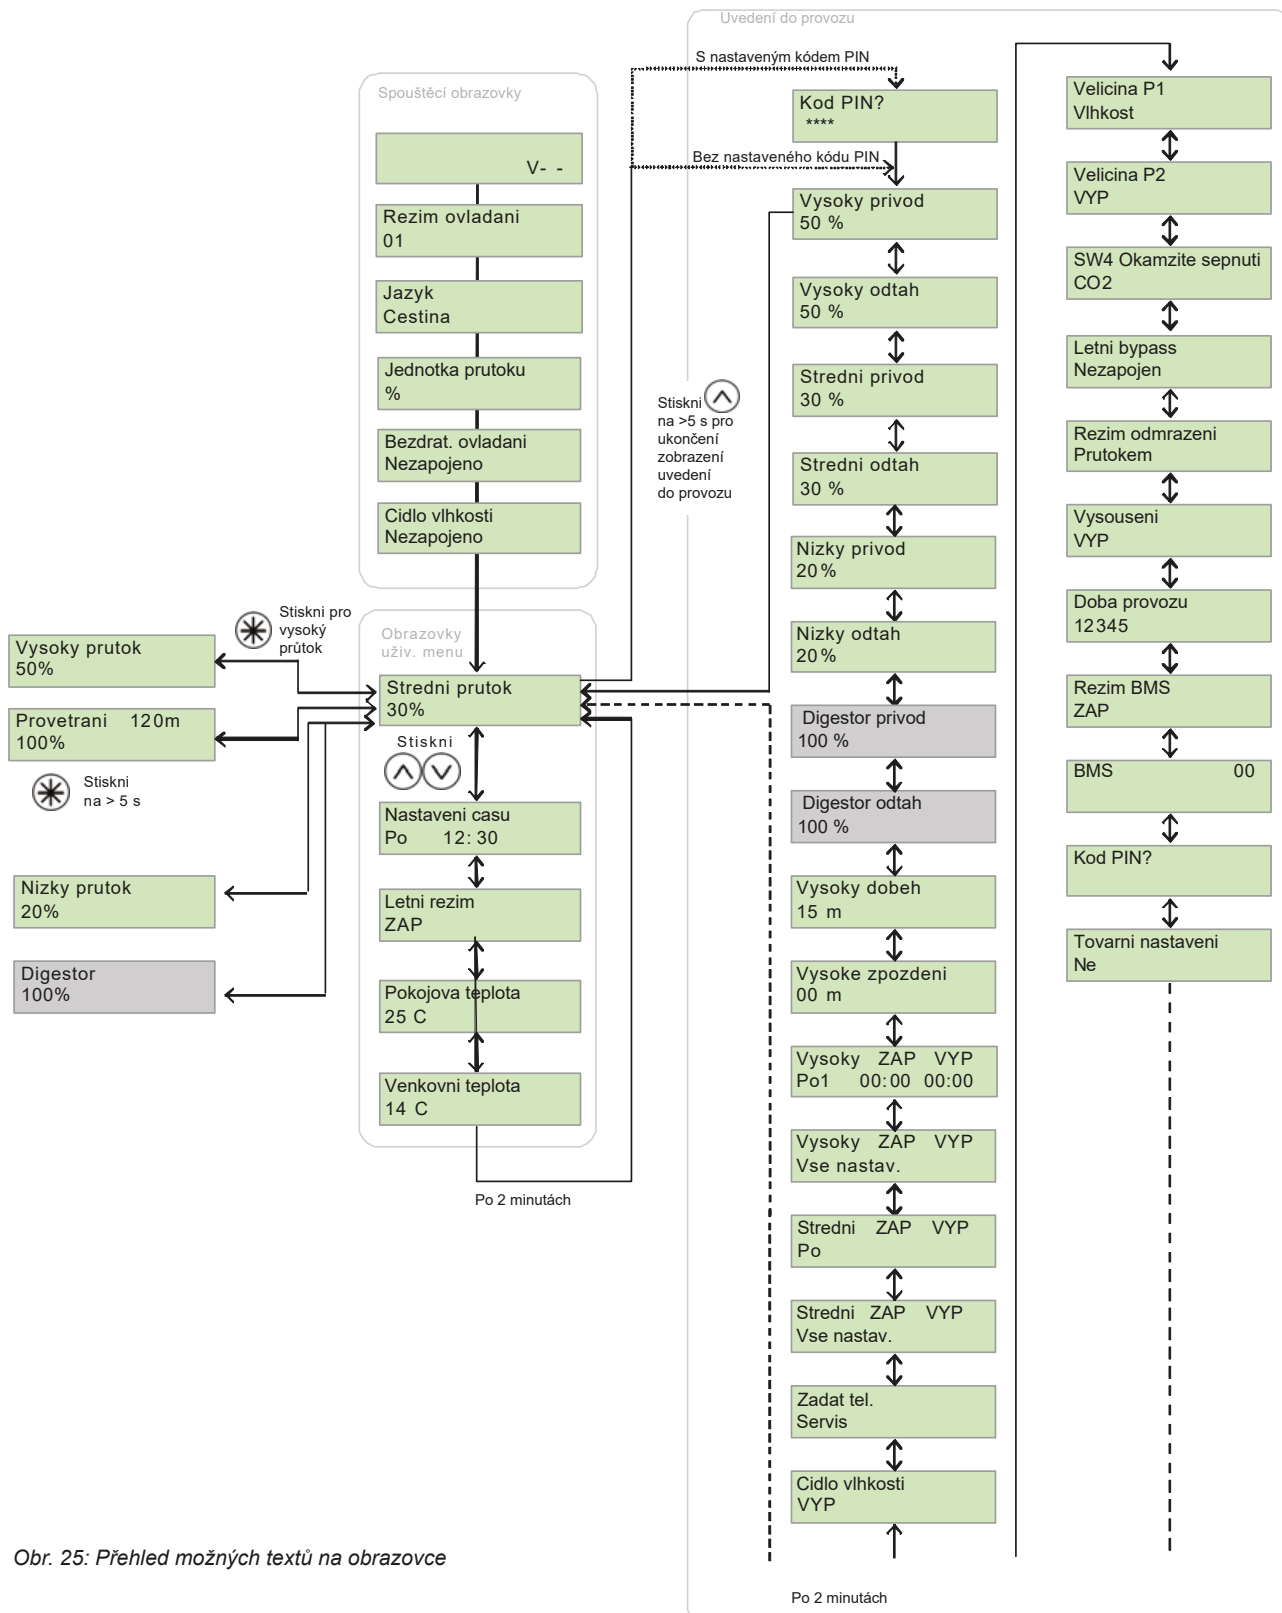 Uvedení do provozu
S nastaveným kódem PIN
Spouštěcí obrazovky
V- -
Rezim ovladani
01
Jazyk
Cestina
Jednotka prutoku
%
Bezdrat. ovladani
Nezapojeno
Cidlo vlhkosti
Nezapojeno
Stiskni pro
vysoký
průtok
Vysoky prutok
50%
Provetrani 120m
100%
Stiskni
na > 5 s
Nizky prutok
20%
Digestor
100%
Obrazovky
uživ. menu
Stredni prutok
30%
Stiskni
Nastaveni casu
Po 12:30
Letni rezim
ZAP
Pokojova teplota
25 C
Venkovni teplota
14 C
Po 2 minutách
Stiskni
na >5 s pro
ukončení
zobrazení
uvedení
do provozu
Kod PIN?
****
Bez nastaveného kódu PIN
Vysoky privod
50 %
Vysoky odtah
50 %
Stredni privod
30 %
Stredni odtah
30 %
Nizky privod
20%
Nizky odtah
20%
Digestor privod
100 %
Digestor odtah
100 %
Vysoky dobeh
15 m
Vysoke zpozdeni
00 m
Vysoky ZAP VYP
Po1 00:00 00:00
Vysoky ZAP VYP
Vse nastav.
Stredni ZAP VYP
Po
Stredni ZAP VYP
Vse nastav.
Zadat tel.
Servis
Cidlo vlhkosti
VYP
Po 2 minutách
Velicina P1
Vlhkost
Velicina P2
VYP
SW4 Okamzite sepnuti
CO2
Letni bypass
Nezapojen
Rezim odmrazeni
Prutokem
Vysouseni
VYP
Doba provozu
12345
Rezim BMS
ZAP
BMS 00
Kod PIN?
Tovarni nastaveni
Ne
Obr. 25: Přehled možných textů na obrazovce